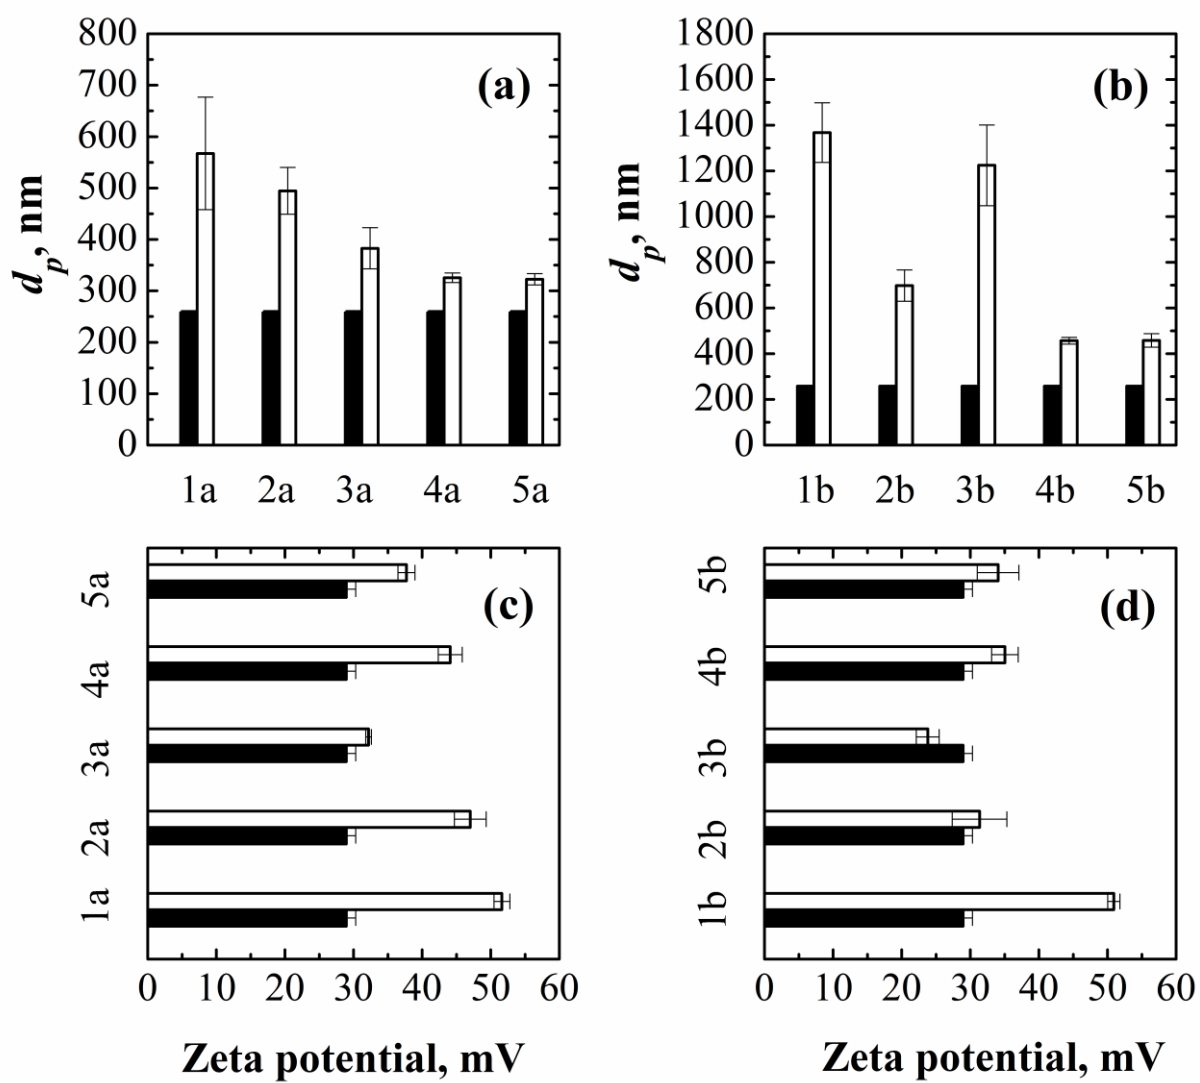 800
700
600
500
400
300
200
100
0
d_p, nm
(a)
1a 2a 3a 4a 5a
1800
1600
1400
1200
1000
800
600
400
200
0
d_p, nm
(b)
1b 2b 3b 4b 5b
5a
4a
3a
2a
1a
(c)
0 10 20 30 40 50 60
Zeta potential, mV
5b
4b
3b
2b
1b
(d)
0 10 20 30 40 50 60
Zeta potential, mV